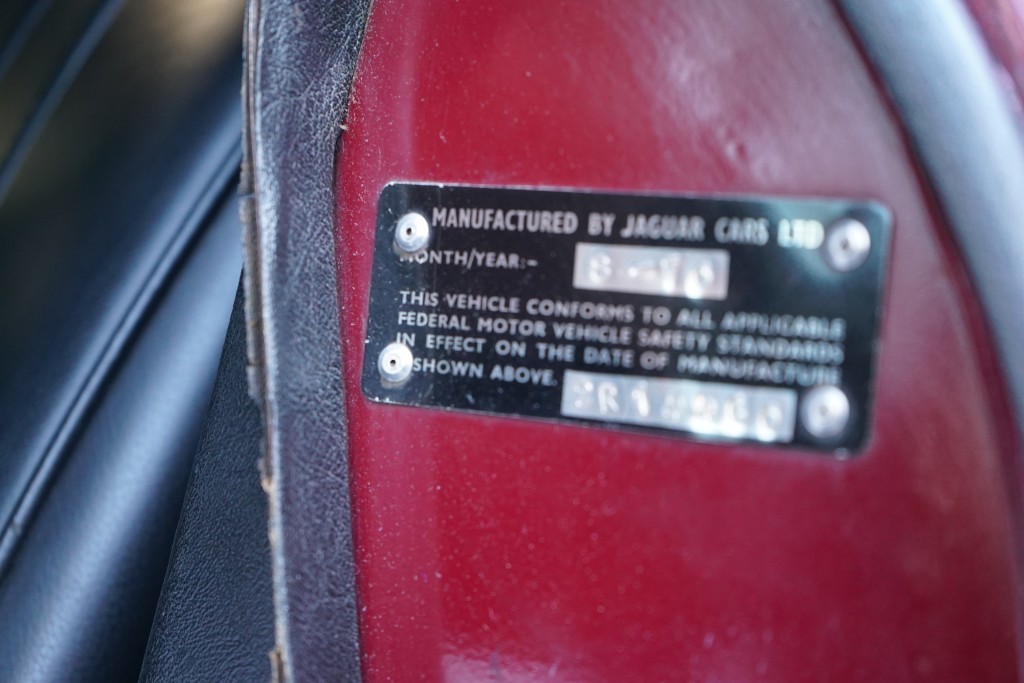 MANUFACTURED BY JAGUAR CARS LTD
MONTH/YEAR:-
THIS VEHICLE CONFORMS TO ALL APPLICABLE
FEDERAL MOTOR VEHICLE SAFETY STANDARDS
IN EFFECT ON THE DATE OF MANUFACTURE
SHOWN ABOVE.